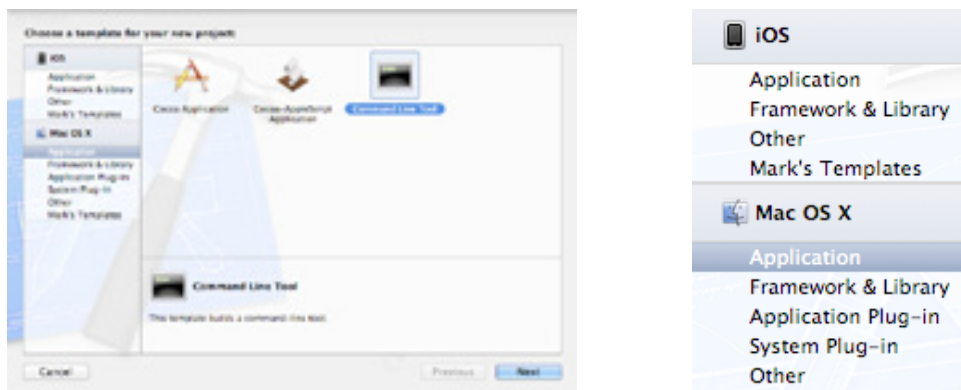 Choose a template for your new project:
iOS
Application
Framework & Library
Other
Mark's Templates
Mac OS X
Application
Framework & Library
Application Plug-in
System Plug-in
Other
Mark's Templates
Cocoa Application
Cocoa-AppleScript
Application
Command Line Tool
Command Line Tool
This template builds a command-line tool.
Cancel
Previous
Next
iOS
Application
Framework & Library
Other
Mark's Templates
Mac OS X
Application
Framework & Library
Application Plug-in
System Plug-in
Other